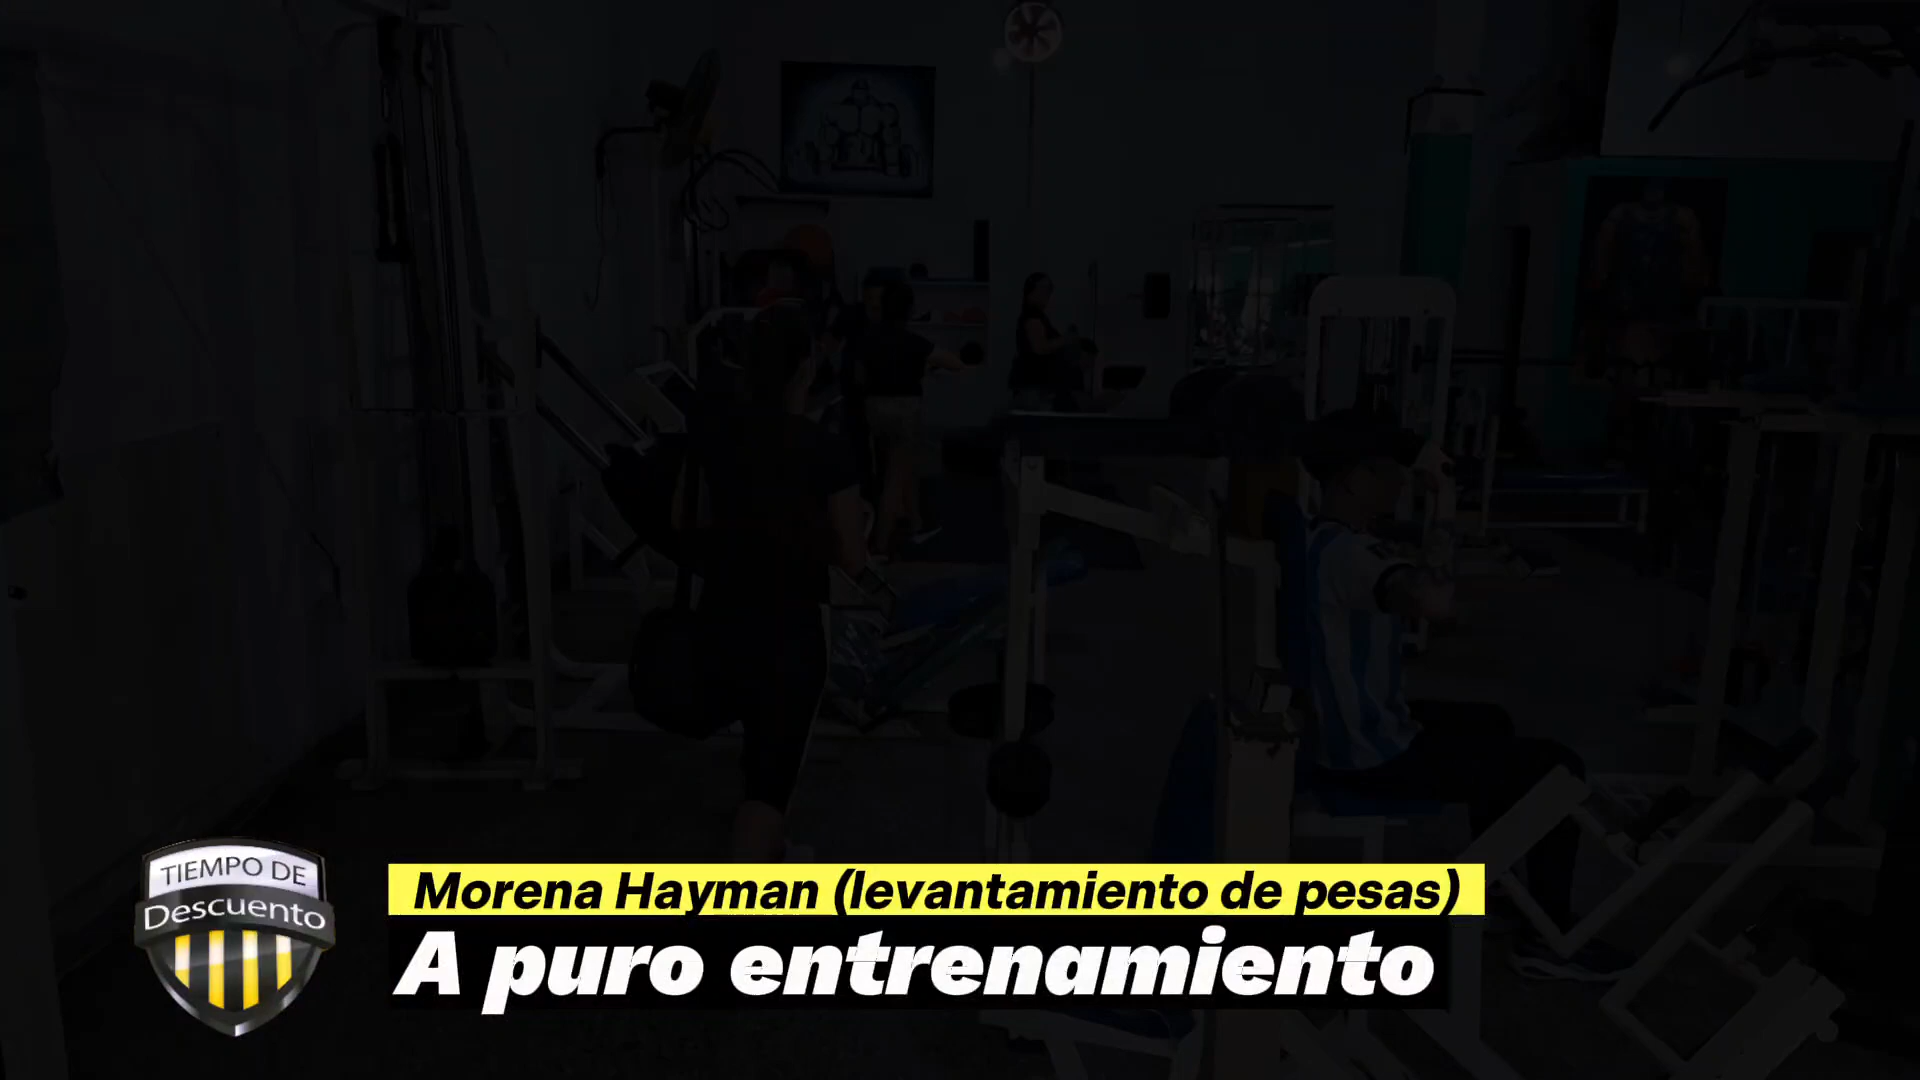 TIEMPO DE
Descuento
Morena Hayman (levantamiento de pesas)
A puro entrenamiento